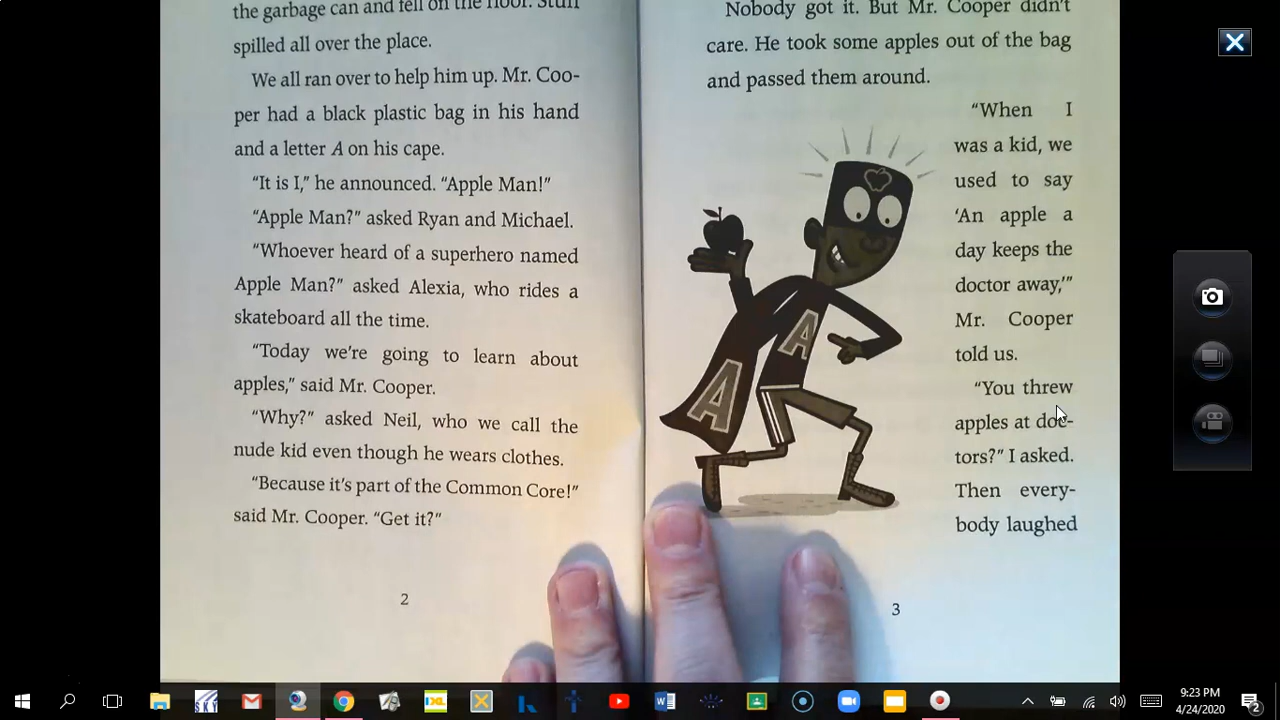 the garbage can and fell on the floor. Stuff
spilled all over the place.
We all ran over to help him up. Mr. Coo-
per had a black plastic bag in his hand
and a letter A on his cape.
“It is I,” he announced. “Apple Man!”
“Apple Man?” asked Ryan and Michael.
“Whoever heard of a superhero named
Apple Man?” asked Alexia, who rides a
skateboard all the time.
“Today we’re going to learn about
apples,” said Mr. Cooper.
“Why?” asked Neil, who we call the
nude kid even though he wears clothes.
“Because it’s part of the Common Core!”
said Mr. Cooper. “Get it?”
2
Nobody got it. But Mr. Cooper didn’t
care. He took some apples out of the bag
and passed them around.
“When I
was a kid, we
used to say
‘An apple a
day keeps the
doctor away,’”
Mr. Cooper
told us.
“You threw
apples at doc-
tors?” I asked.
Then every-
body laughed
A
A
3
IXL
9:23 PM
4/24/2020
2